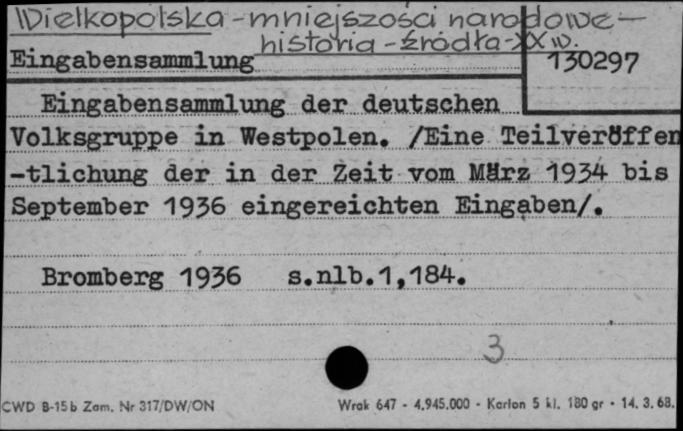 Wielkopolska - mniejszości narodowe -
historia - źródła - XX w.
Eingabensammlung
130297
Eingabensammlung der deutschen
Volksgruppe in Westpolen. /Eine Teilveröffen
-tlichung der in der Zeit vom März 1934 bis
September 1936 eingereichten Eingaben/.
Bromberg 1936 s.nlb.1,184.
3
CWD B-15b Zam. Nr 317/DW/ON
Wrak 647 - 4.945.000 - Karton 5 kl. 180 gr - 14. 3. 68.